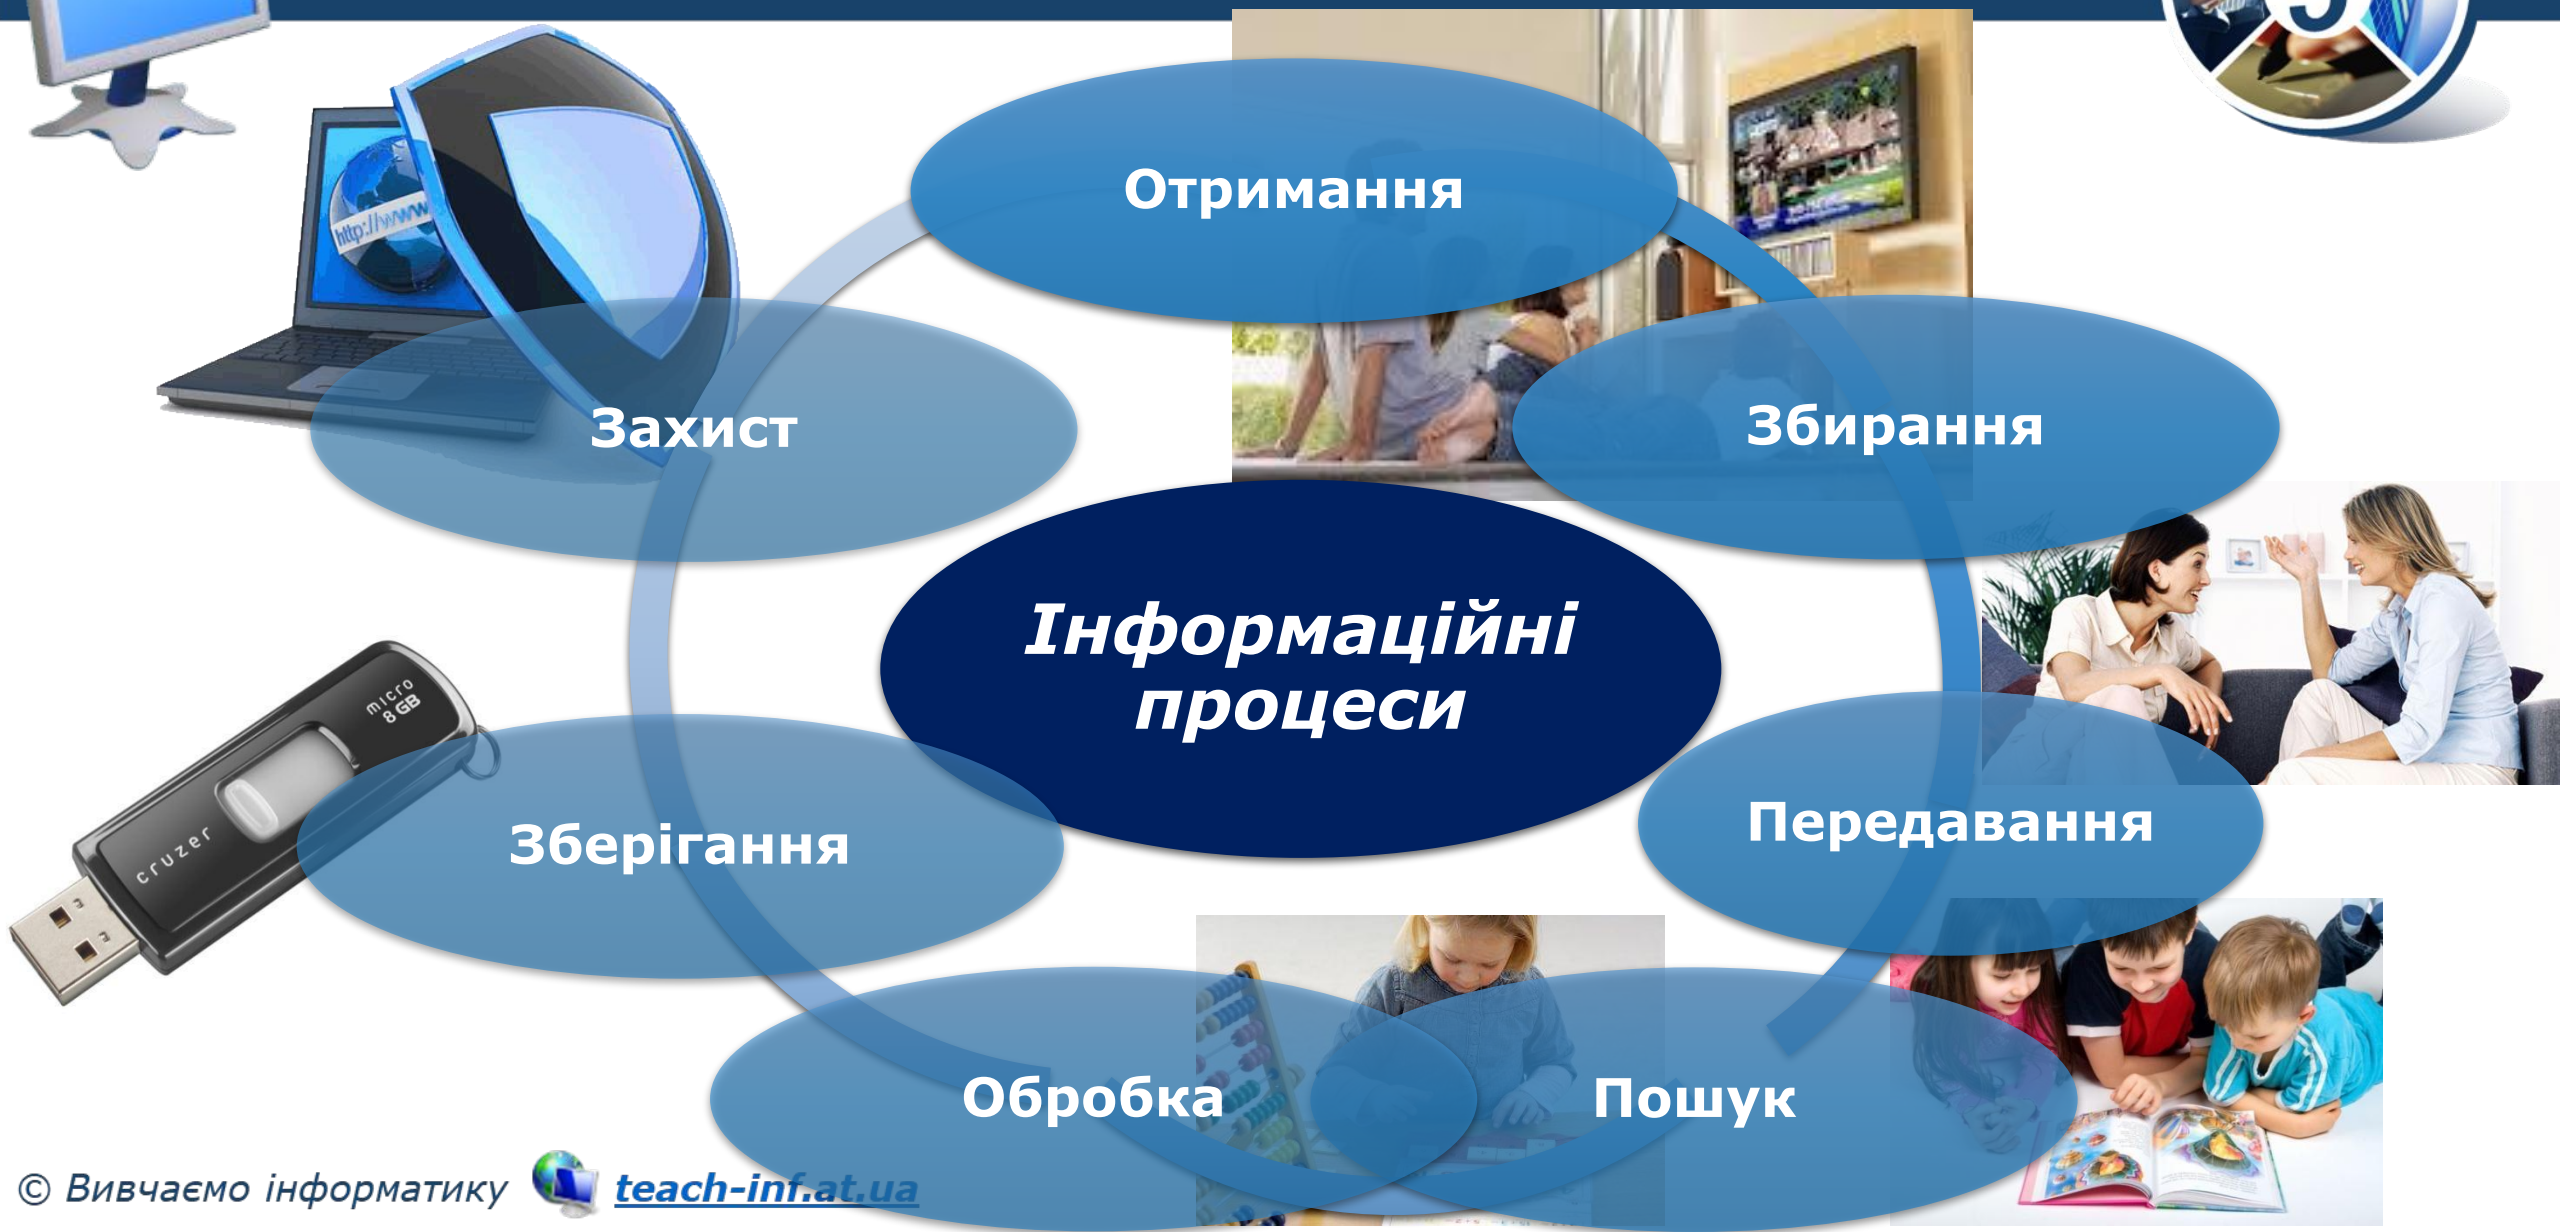 5
http://www
Отримання
Захист
Збирання
Інформаційні
процеси
micro
8 GB
cruzer
Зберігання
Передавання
Обробка
Пошук
© Вивчаємо інформатику teach-inf.at.ua